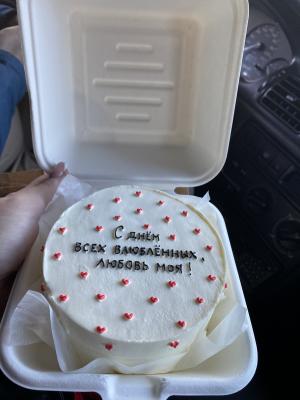 С днём
всех влюблённых,
любовь моя!